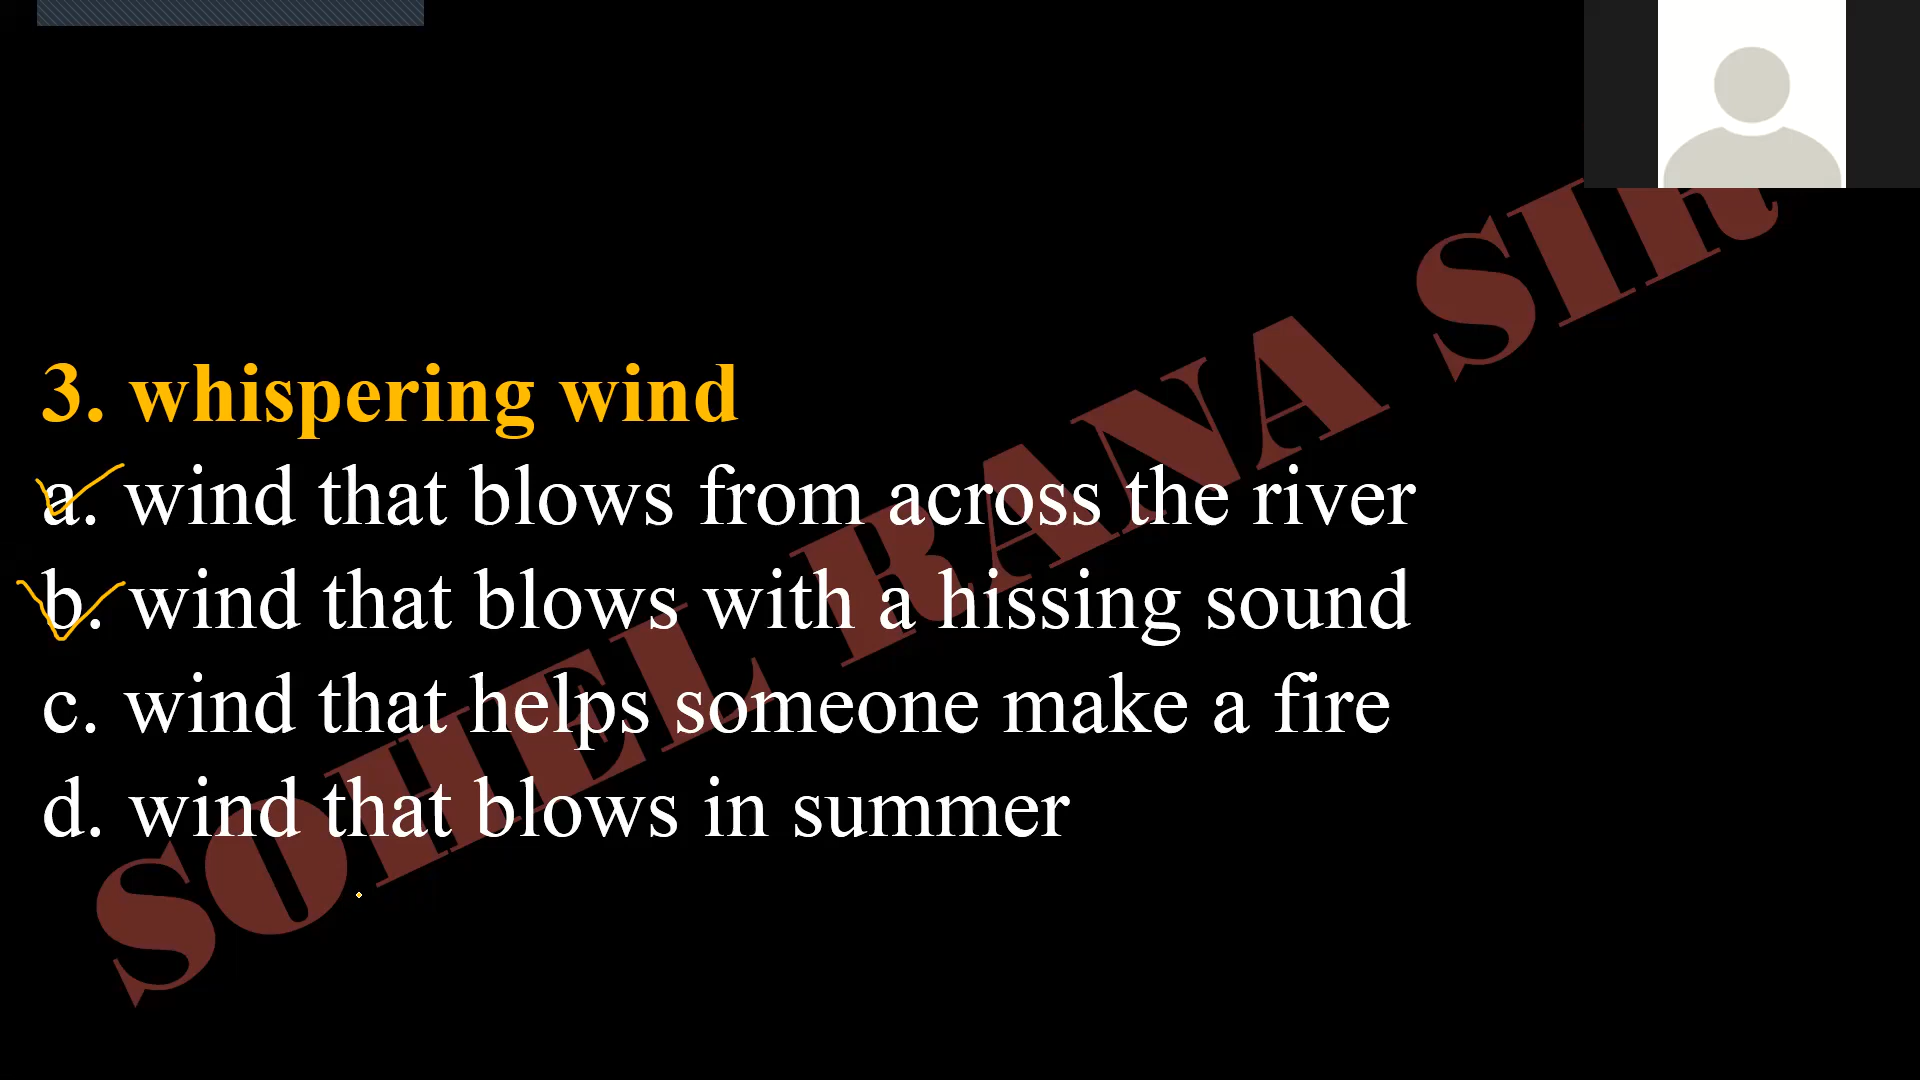 3. whispering wind
a. wind that blows from across the river
b. wind that blows with a hissing sound
c. wind that helps someone make a fire
d. wind that blows in summer
SOHEL RANA SIR